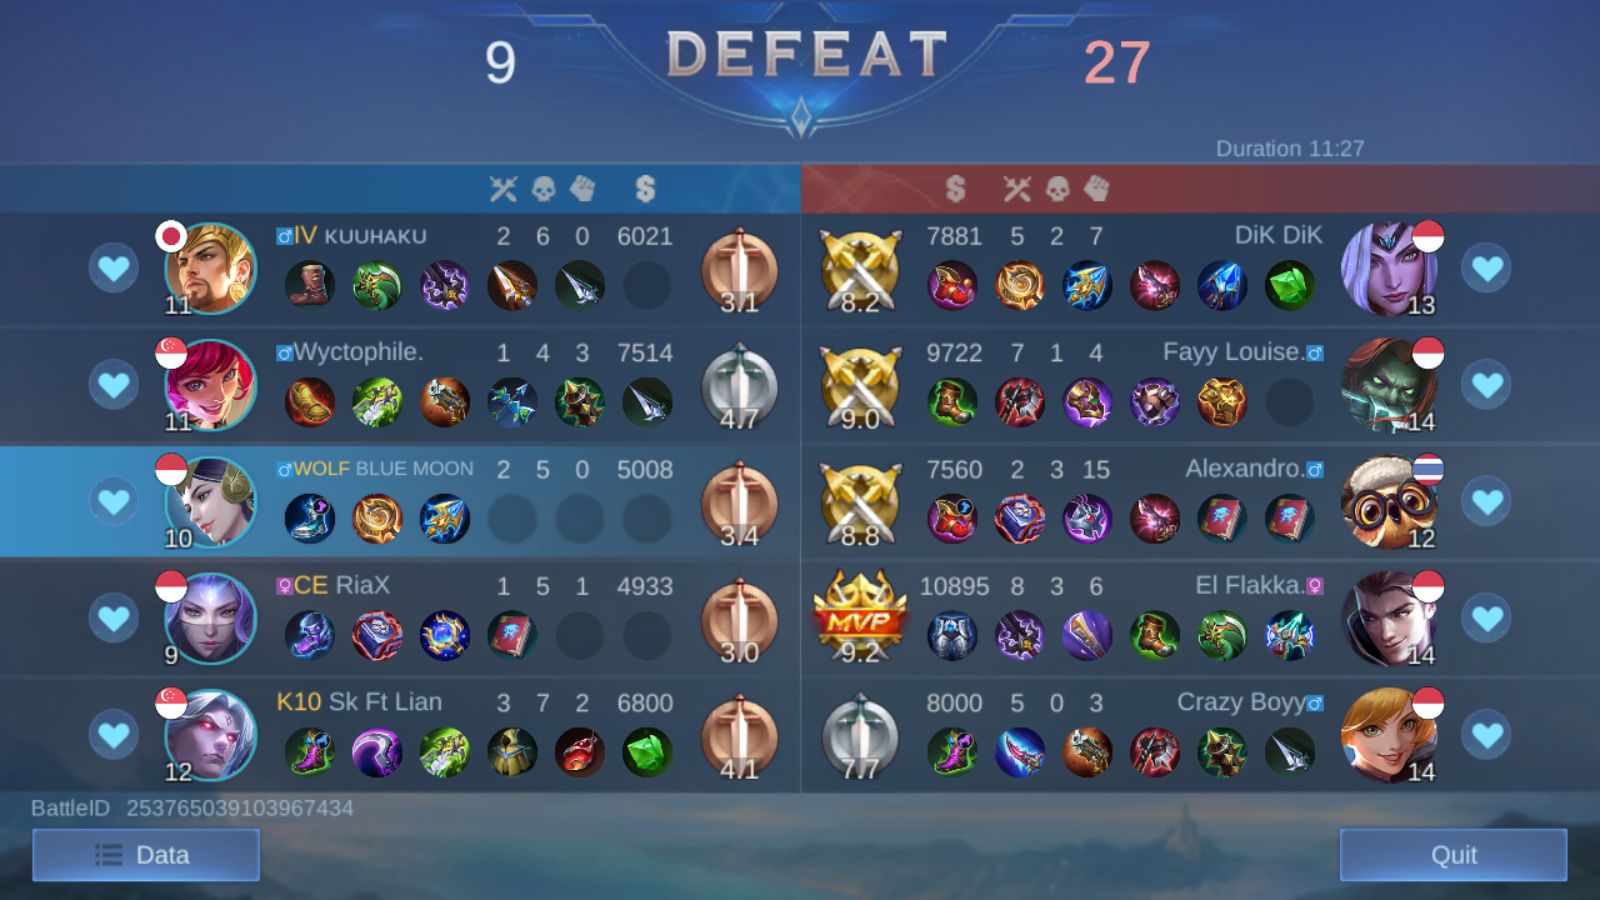 9 DEFEAT 27
Duration 11:27
IV KUUHAKU 2 6 0 6021
11 3.1
7881 5 2 7 DiK DiK
8.2 13
Wyctophile. 1 4 3 7514
11 4.7
9722 7 1 4 Fayy Louise.
9.0 14
WOLF BLUE MOON 2 5 0 5008
10 3.4
7560 2 3 15 Alexandro.
8.8 12
CE RiaX 1 5 1 4933
9 3.0
10895 8 3 6 El Flakka.
MVP
9.2 14
K10 Sk Ft Lian 3 7 2 6800
12 4.1
8000 5 0 3 Crazy Boyy
7.7 14
BattleID 253765039103967434
Data
Quit